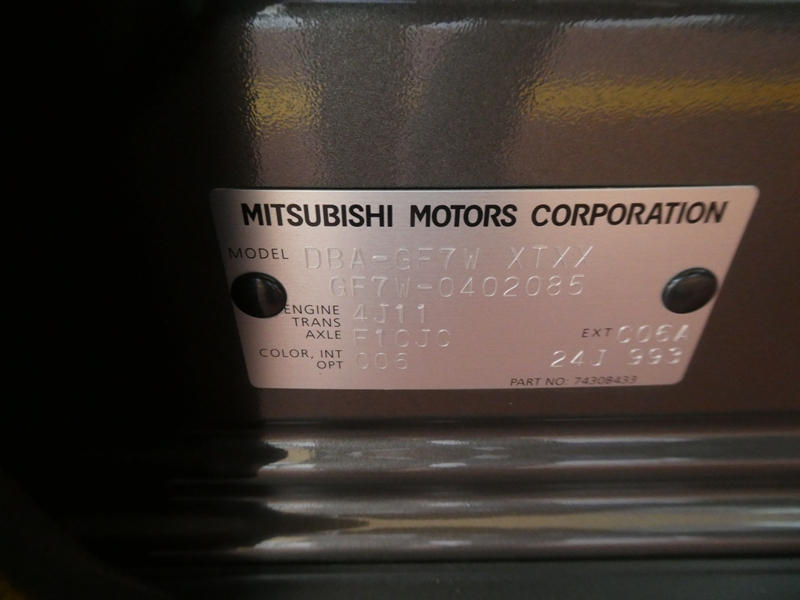 MITSUBISHI MOTORS CORPORATION
MODEL DBA-GF7W XTXX
GF7W-0402085
ENGINE 4J11
TRANS AXLE F1CJC
EXT C06A
COLOR, INT OPT 006
24J 993
PART NO: 7430B433